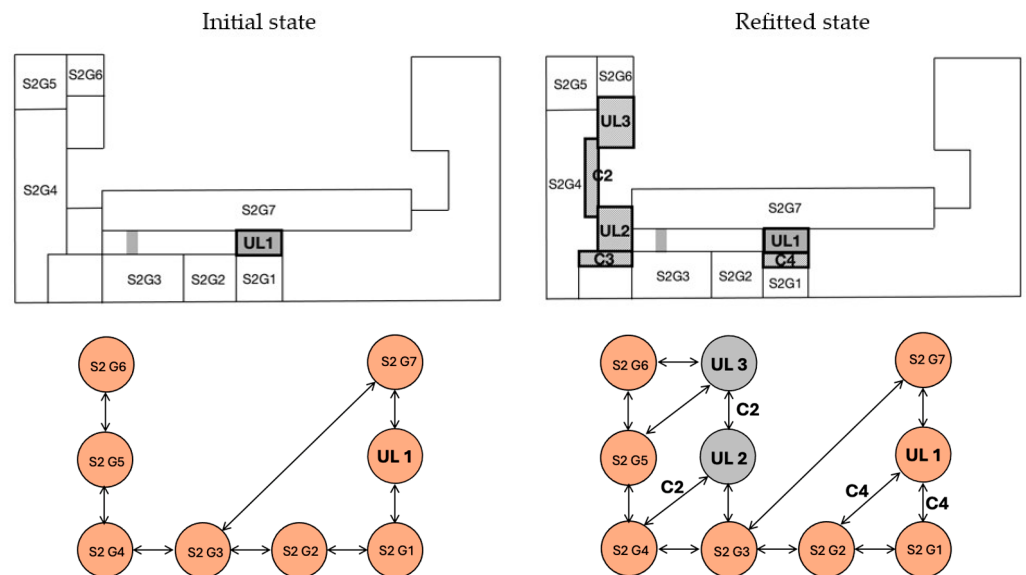 Initial state
Refitted state
S2G5
S2G6
S2G4
S2G7
UL1
S2G3
S2G2
S2G1
S2G5
S2G6
UL3
C2
S2G4
S2G7
UL2
UL1
C3
C4
S2G3
S2G2
S2G1
S2 G6
S2 G7
S2 G5
UL 1
S2 G4
S2 G3
S2 G2
S2 G1
S2 G6
UL 3
S2 G7
C2
S2 G5
UL 2
UL 1
C2
C4
C4
S2 G4
S2 G3
S2 G2
S2 G1